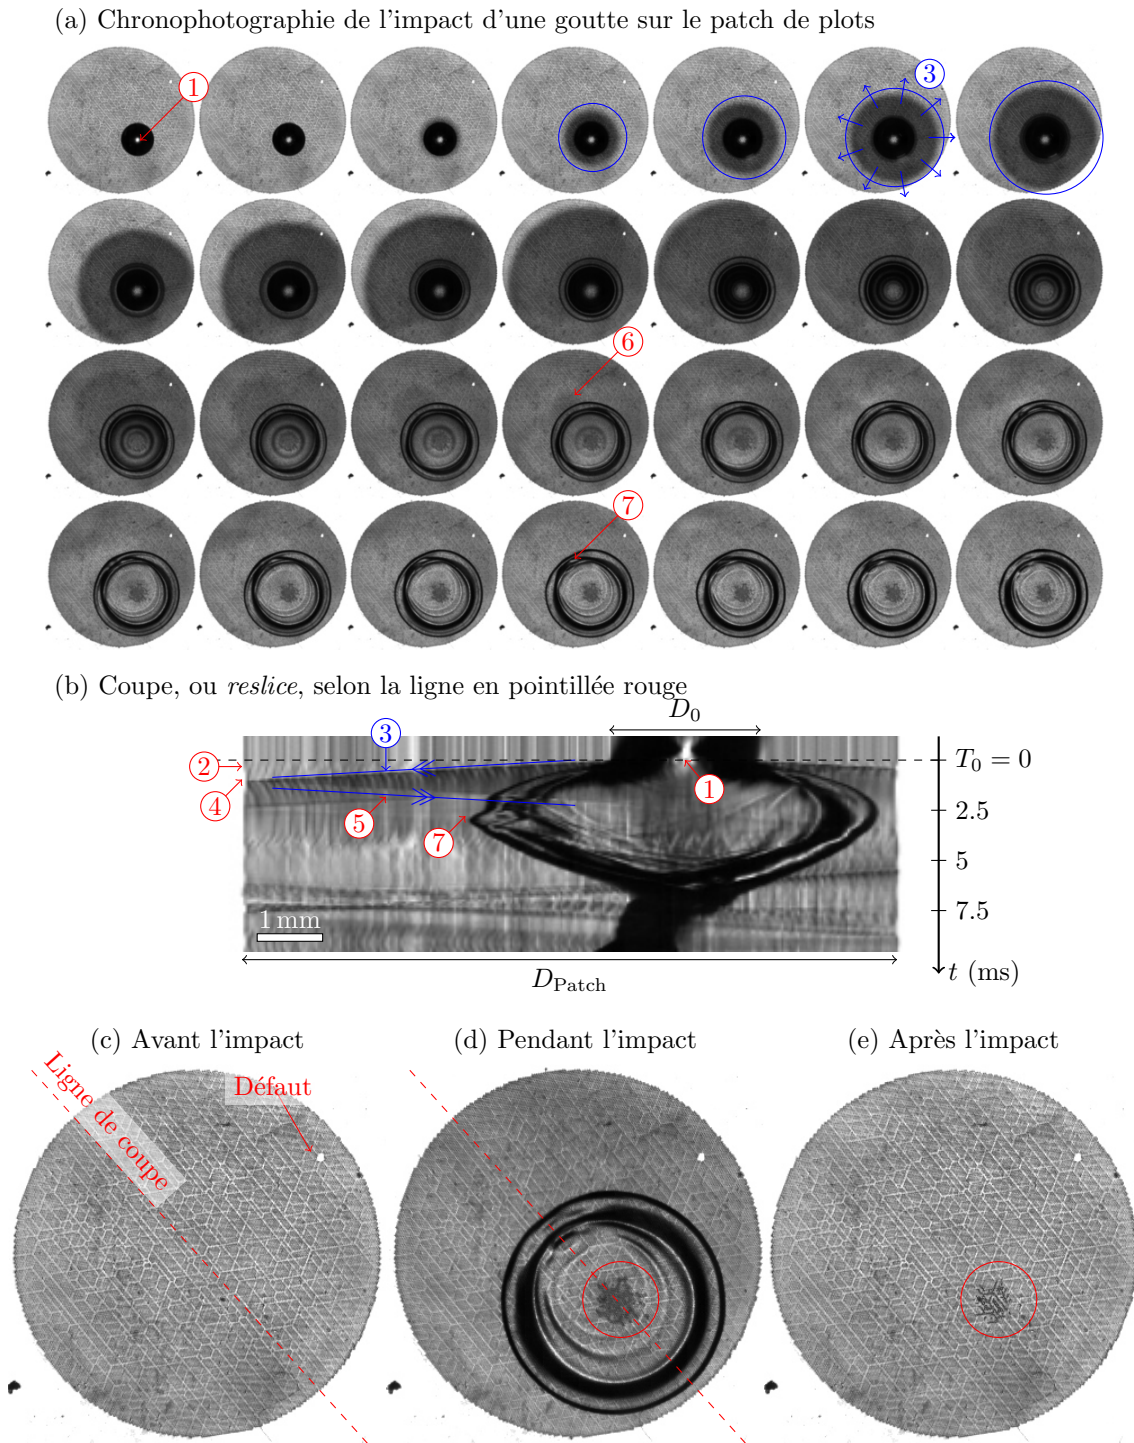 (a) Chronophotographie de l'impact d'une goutte sur le patch de plots
1
3
6
7
(b) Coupe, ou reslice, selon la ligne en pointillée rouge
D₀
3
2
T₀ = 0
4
1
5
7
2.5
5
7.5
1 mm
t (ms)
D_Patch
(c) Avant l'impact
(d) Pendant l'impact
(e) Après l'impact
Ligne de coupe
Défaut